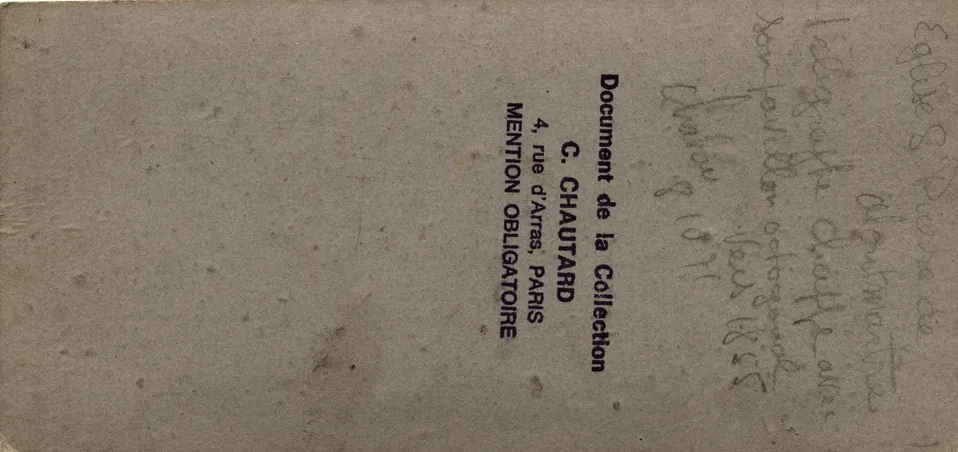 Eglise St Pierre de
Montmartre
Télégraphe Chappe avec
son pavillon octogonal
Vers 1855
Document de la Collection
C. CHAUTARD
4, rue d'Arras, PARIS
MENTION OBLIGATOIRE